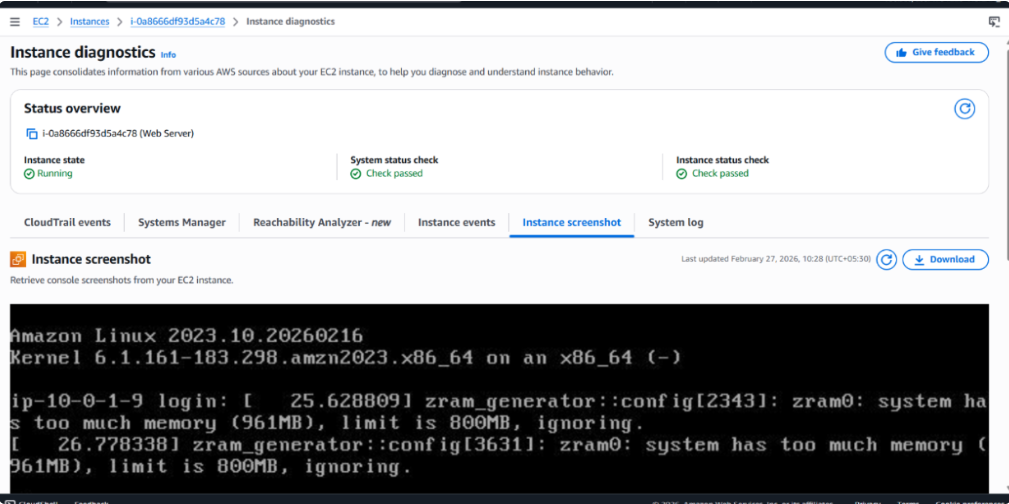 EC2 > Instances > i-0a8666df93d5a4c78 > Instance diagnostics
Instance diagnostics Info
Give feedback
This page consolidates information from various AWS sources about your EC2 instance, to help you diagnose and understand instance behavior.
Status overview
i-0a8666df93d5a4c78 (Web Server)
Instance state
Running
System status check
Check passed
Instance status check
Check passed
CloudTrail events
Systems Manager
Reachability Analyzer - new
Instance events
Instance screenshot
System log
Instance screenshot
Last updated February 27, 2026, 10:28 (UTC+05:30)
Download
Retrieve console screenshots from your EC2 instance.
Amazon Linux 2023.10.20260216
Kernel 6.1.161-183.298.amzn2023.x86_64 on an x86_64 (-)
ip-10-0-1-9 login: [   25.628809] zram_generator::config[2343]: zram0: system ha
s too much memory (961MB), limit is 800MB, ignoring.
[   26.778338] zram_generator::config[3631]: zram0: system has too much memory (
961MB), limit is 800MB, ignoring.